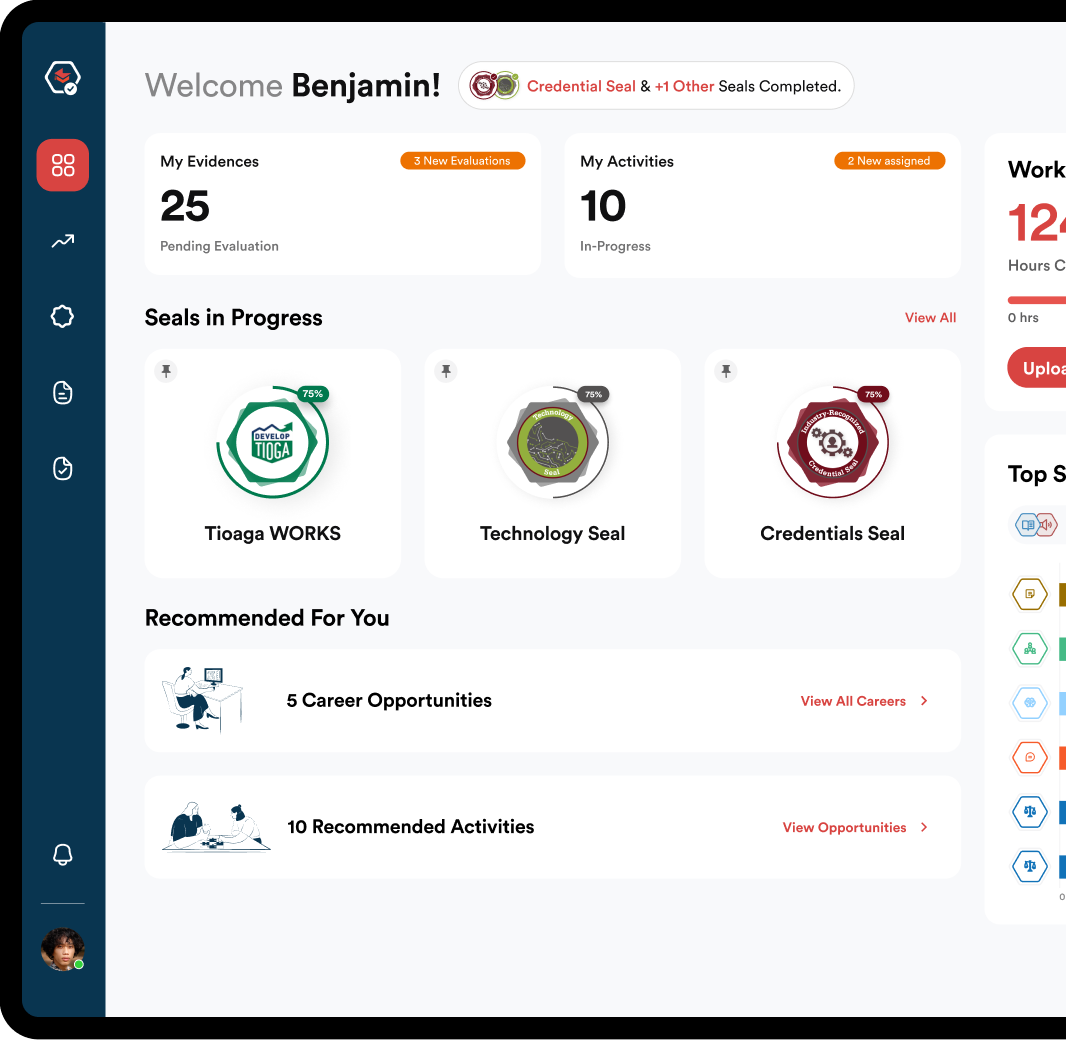 Welcome Benjamin!
Credential Seal & +1 Other Seals Completed.
My Evidences
3 New Evaluations
25
Pending Evaluation
My Activities
2 New assigned
10
In-Progress
Work
124
Hours C
0 hrs
Uploa
Seals in Progress
View All
75%
DEVELOP
TIOGA
Tioaga WORKS
75%
Technology
Seal
Technology Seal
75%
Industry-Recognized
Credential Seal
Credentials Seal
Top S
Recommended For You
5 Career Opportunities
View All Careers
10 Recommended Activities
View Opportunities
0